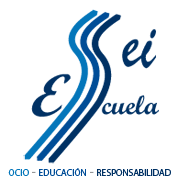 Sei
Escuela
OCIO - EDUCACIÓN - RESPONSABILIDAD